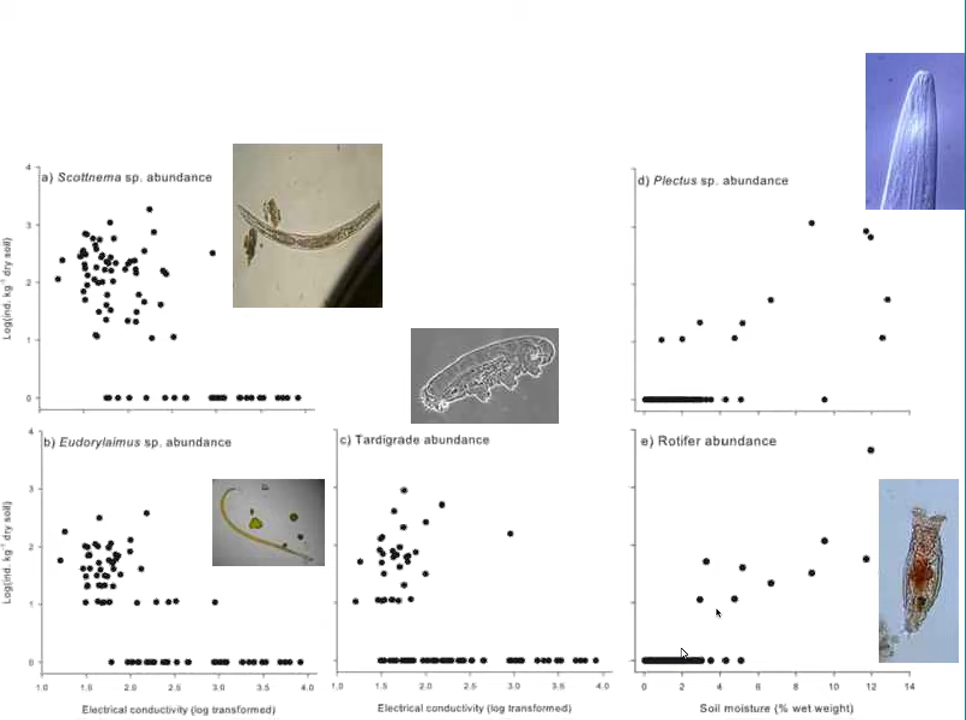 a) Scottnema sp. abundance
d) Plectus sp. abundance
4
3
2
1
0
Log(ind. kg⁻¹ dry soil)
b) Eudorylaimus sp. abundance
c) Tardigrade abundance
e) Rotifer abundance
4
3
2
1
0
Log(ind. kg⁻¹ dry soil)
1.0 1.5 2.0 2.5 3.0 3.5 4.0
1.0 1.5 2.0 2.5 3.0 3.5 4.0
0 2 4 6 8 10 12 14
Electrical conductivity (log transformed)
Electrical conductivity (log transformed)
Soil moisture (% wet weight)